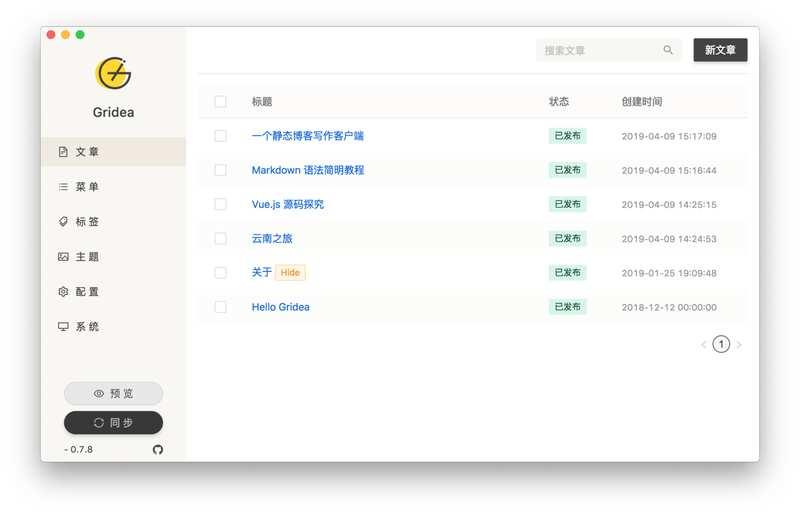 Gridea
文章
菜单
标签
主题
配置
系统
预览
同步
- 0.7.8
搜索文章
新文章
标题 状态 创建时间
一个静态博客写作客户端 已发布 2019-04-09 15:17:09
Markdown 语法简明教程 已发布 2019-04-09 15:16:44
Vue.js 源码探究 已发布 2019-04-09 14:25:15
云南之旅 已发布 2019-04-09 14:24:53
关于 Hide 已发布 2019-01-25 19:09:48
Hello Gridea 已发布 2018-12-12 00:00:00
1